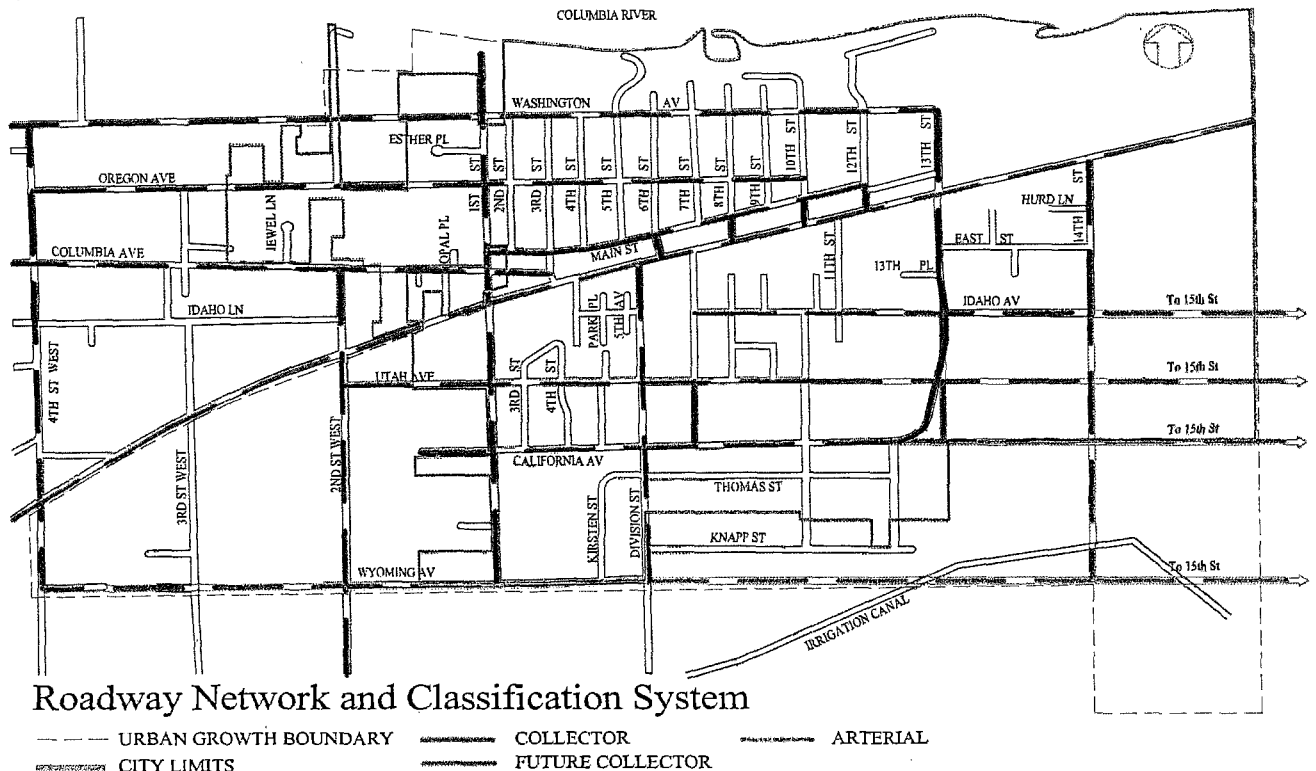 COLUMBIA RIVER
WASHINGTON AV
ESTHER PL
OREGON AVE
1ST ST
2ND ST
3RD ST
4TH ST
5TH ST
6TH ST
7TH ST
8TH ST
9TH ST
10TH ST
12TH ST
13TH ST
14TH ST
HURD LN
JEWEL LN
OPAL PL
COLUMBIA AVE
MAIN ST
11TH ST
EAST ST
13TH PL
IDAHO LN
PARK PL
5TH AV
IDAHO AV
To 15th St
4TH ST WEST
UTAH AVE
3RD ST
4TH ST
To 15th St
3RD ST WEST
2ND ST WEST
CALIFORNIA AV
To 15th St
THOMAS ST
KIRSTEN ST
DIVISION ST
KNAPP ST
WYOMING AV
To 15th St
IRRIGATION CANAL
Roadway Network and Classification System
URBAN GROWTH BOUNDARY COLLECTOR ARTERIAL
CITY LIMITS FUTURE COLLECTOR